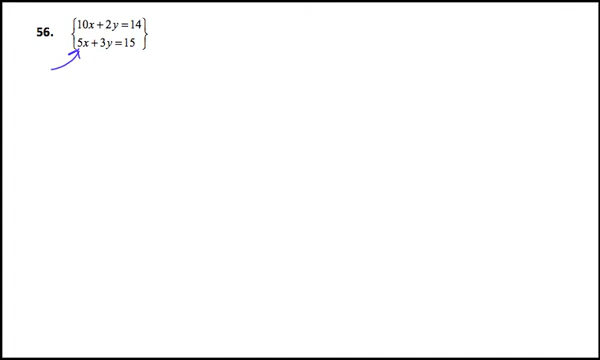 56. {10x + 2y = 14
5x + 3y = 15}